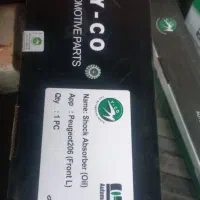 Y - CO
OMOTIVE PARTS
Name: Shock Absorber (Oil)
App : Peugeot206 (Front L)
Qty : 1 PC